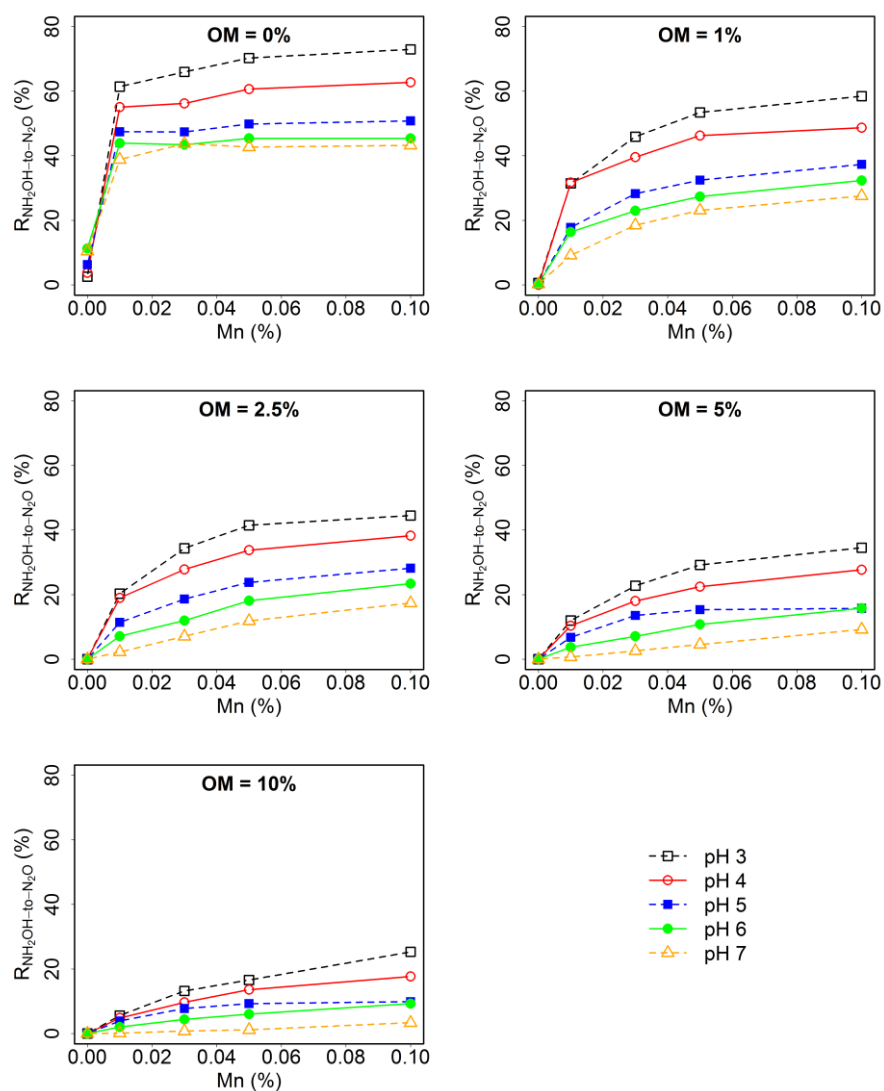 OM = 0%
80
60
40
20
0
R_NH₂OH–to–N₂O (%)
0.00 0.02 0.04 0.06 0.08 0.10
Mn (%)
OM = 1%
80
60
40
20
0
R_NH₂OH–to–N₂O (%)
0.00 0.02 0.04 0.06 0.08 0.10
Mn (%)
OM = 2.5%
80
60
40
20
0
R_NH₂OH–to–N₂O (%)
0.00 0.02 0.04 0.06 0.08 0.10
Mn (%)
OM = 5%
80
60
40
20
0
R_NH₂OH–to–N₂O (%)
0.00 0.02 0.04 0.06 0.08 0.10
Mn (%)
OM = 10%
80
60
40
20
0
R_NH₂OH–to–N₂O (%)
0.00 0.02 0.04 0.06 0.08 0.10
Mn (%)
pH 3
pH 4
pH 5
pH 6
pH 7